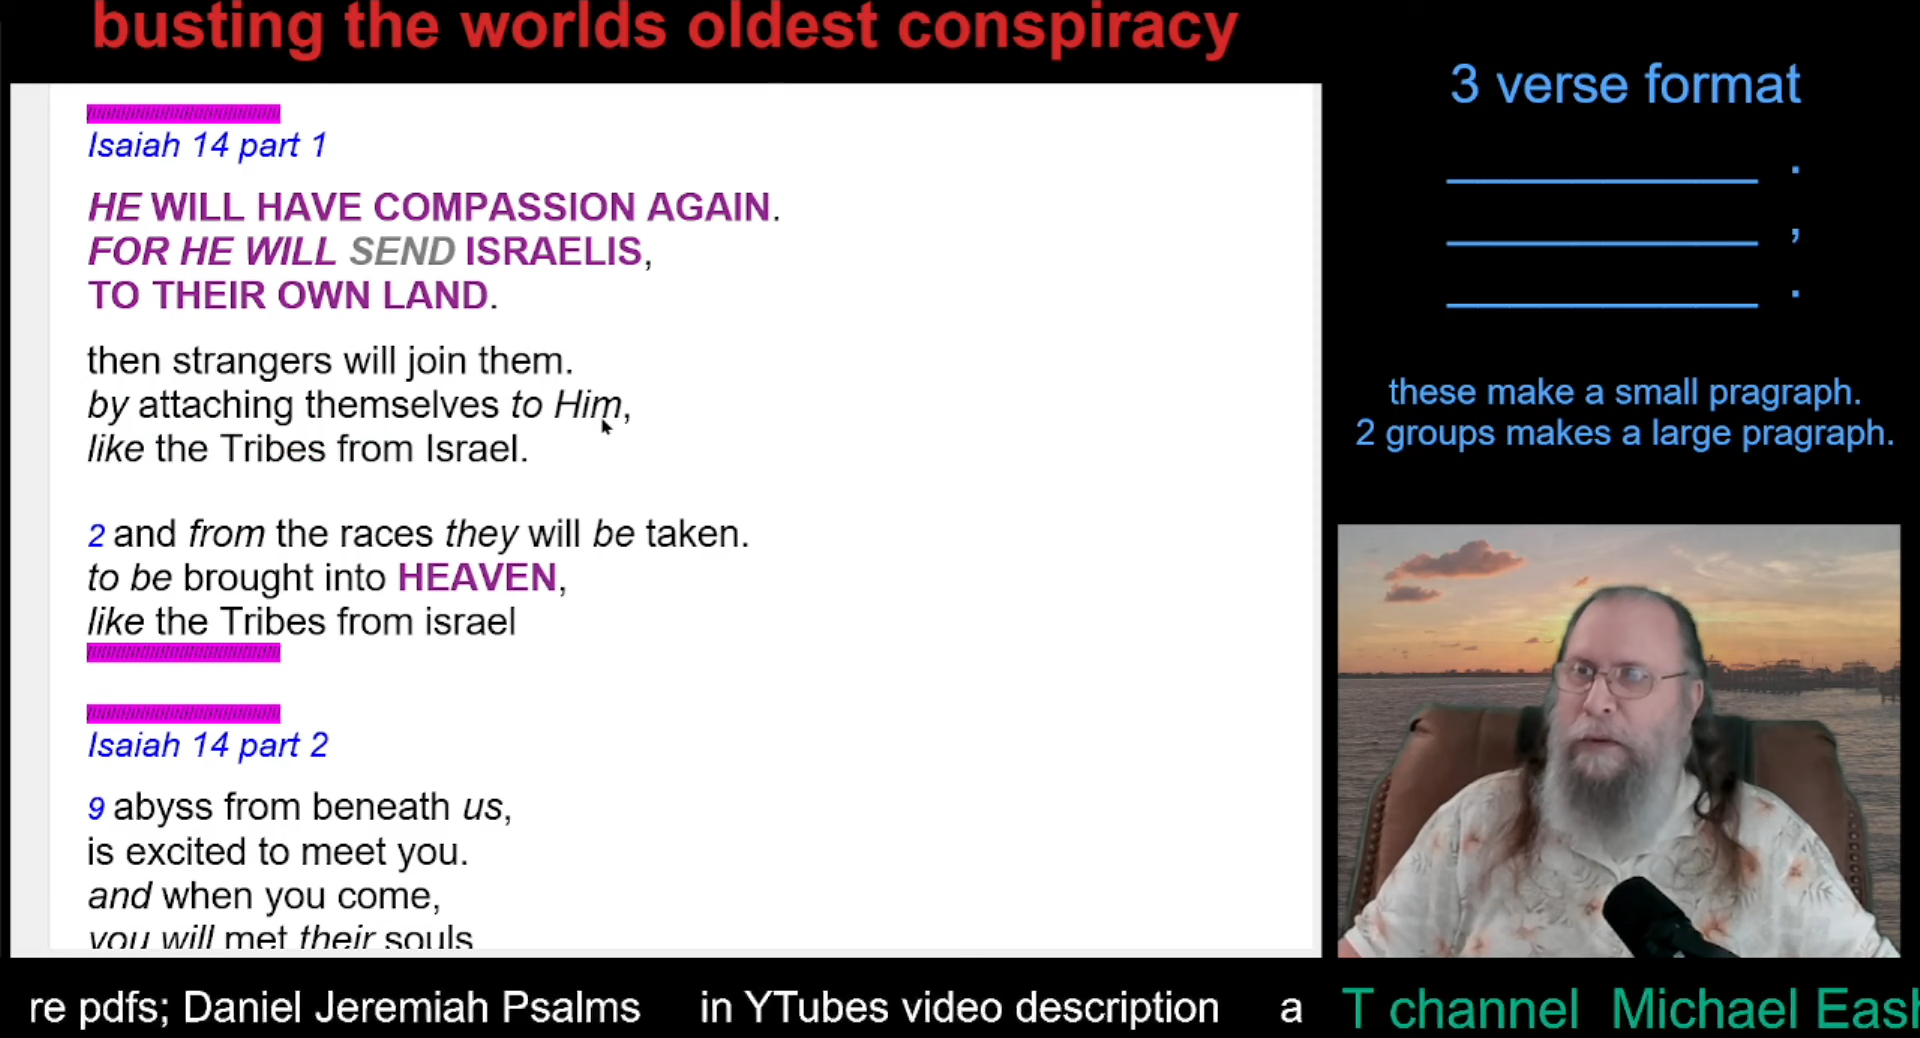 busting the worlds oldest conspiracy
Isaiah 14 part 1
HE WILL HAVE COMPASSION AGAIN.
FOR HE WILL SEND ISRAELIS,
TO THEIR OWN LAND.
then strangers will join them.
by attaching themselves to Him,
like the Tribes from Israel.
2 and from the races they will be taken.
to be brought into HEAVEN,
like the Tribes from israel
Isaiah 14 part 2
9 abyss from beneath us,
is excited to meet you.
and when you come,
you will met their souls
3 verse format
.
,
.
these make a small pragraph.
2 groups makes a large pragraph.
re pdfs; Daniel Jeremiah Psalms in YTubes video description a
T channel Michael Eash